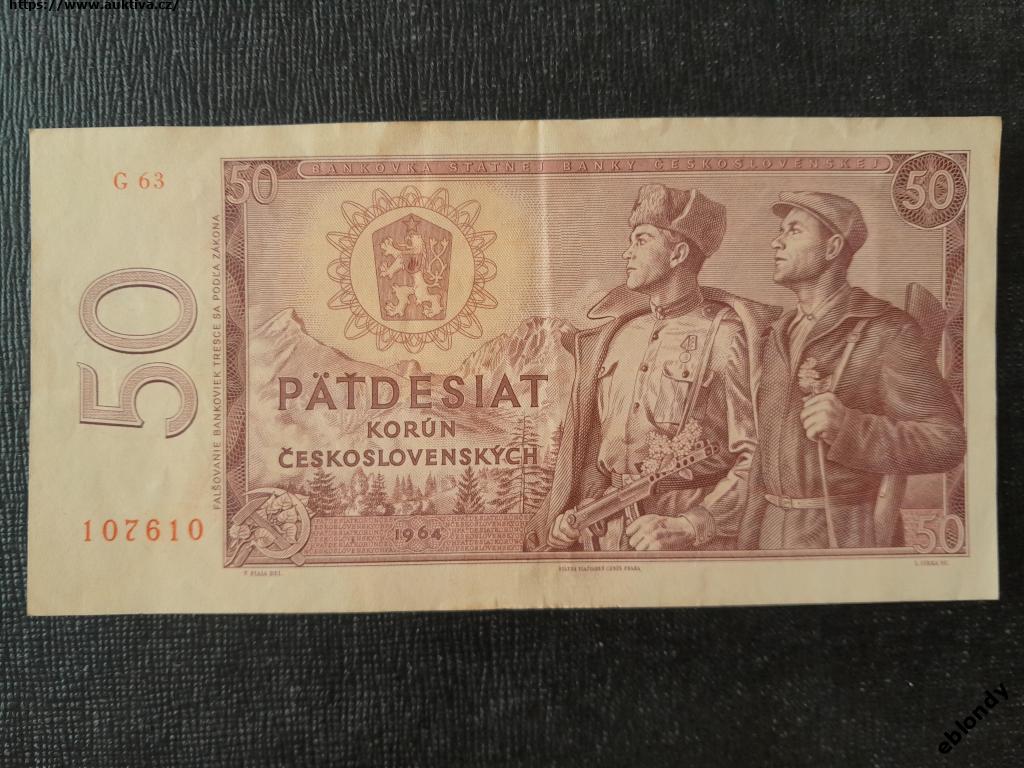 https://www.auktiva.cz/
BANKOVKA ŠTÁTNEJ BANKY ČESKOSLOVENSKEJ
G 63
50
50
50
FALŠOVANIE BANKOVIEK TRESCE SA PODĽA ZÁKONA
PÄŤDESIAT
KORÚN
ČESKOSLOVENSKÝCH
107610
1964
50
eblondy